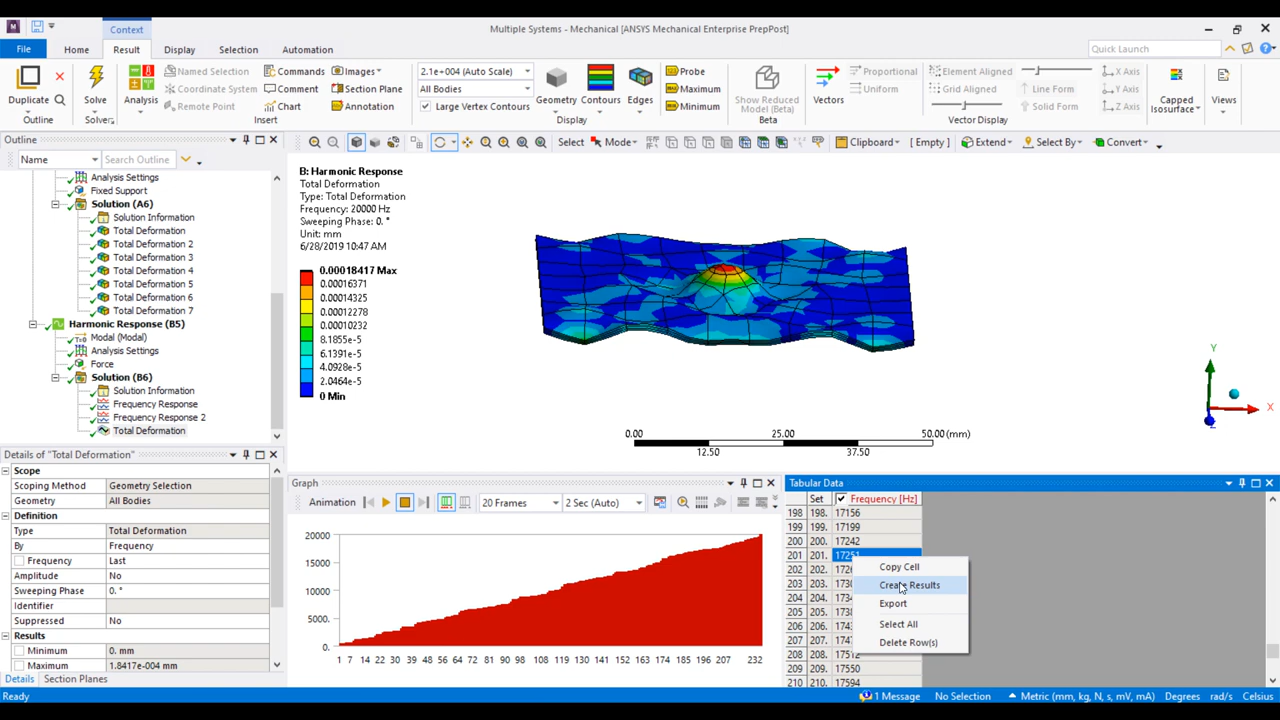 Context
Multiple Systems - Mechanical [ANSYS Mechanical Enterprise PrepPost]
File Home Result Display Selection Automation
Quick Launch
Duplicate
Outline
Solve
Solver
Analysis
Named Selection
Coordinate System
Remote Point
Commands
Comment
Chart
Images
Section Plane
Annotation
Insert
2.1e+004 (Auto Scale)
All Bodies
Large Vertex Contours
Geometry
Contours
Edges
Display
Probe
Maximum
Minimum
Show Reduced
Model (Beta)
Beta
Vectors
Proportional
Uniform
Element Aligned
Grid Aligned
Line Form
Solid Form
X Axis
Y Axis
Z Axis
Vector Display
Capped
Isosurface
Views
Outline
Name
Search Outline
Select Mode Clipboard [ Empty ] Extend Select By Convert
Analysis Settings
Fixed Support
Solution (A6)
Solution Information
Total Deformation
Total Deformation 2
Total Deformation 3
Total Deformation 4
Total Deformation 5
Total Deformation 6
Total Deformation 7
Harmonic Response (B5)
Modal (Modal)
Analysis Settings
Force
Solution (B6)
Solution Information
Frequency Response
Frequency Response 2
Total Deformation
B: Harmonic Response
Total Deformation
Type: Total Deformation
Frequency: 20000 Hz
Sweeping Phase: 0. °
Unit: mm
6/28/2019 10:47 AM
0.00018417 Max
0.00016371
0.00014325
0.00012278
0.00010232
8.1855e-5
6.1391e-5
4.0928e-5
2.0464e-5
0 Min
0.00 25.00 50.00 (mm)
12.50 37.50
Y
X
Z
Details of "Total Deformation"
Scope
Scoping Method Geometry Selection
Geometry All Bodies
Definition
Type Total Deformation
By Frequency
Frequency Last
Amplitude No
Sweeping Phase 0. °
Identifier
Suppressed No
Results
Minimum 0. mm
Maximum 1.8417e-004 mm
Details Section Planes
Graph
Animation 20 Frames 2 Sec (Auto)
20000
15000
10000
5000.
0.
1 7 14 22 30 39 48 56 64 72 80 88 96 107 118 129 140 151 162 174 185 196 207 232
Tabular Data
Set Frequency [Hz]
198 198. 17156
199 199. 17199
200 200. 17242
201 201. 17251
202 202.
203 203.
204 204.
205 205.
206 206.
207 207.
208 208. 17512
209 209. 17550
210 210. 17594
Copy Cell
Create Results
Export
Select All
Delete Row(s)
Ready
1 Message No Selection Metric (mm, kg, N, s, mV, mA) Degrees rad/s Celsius